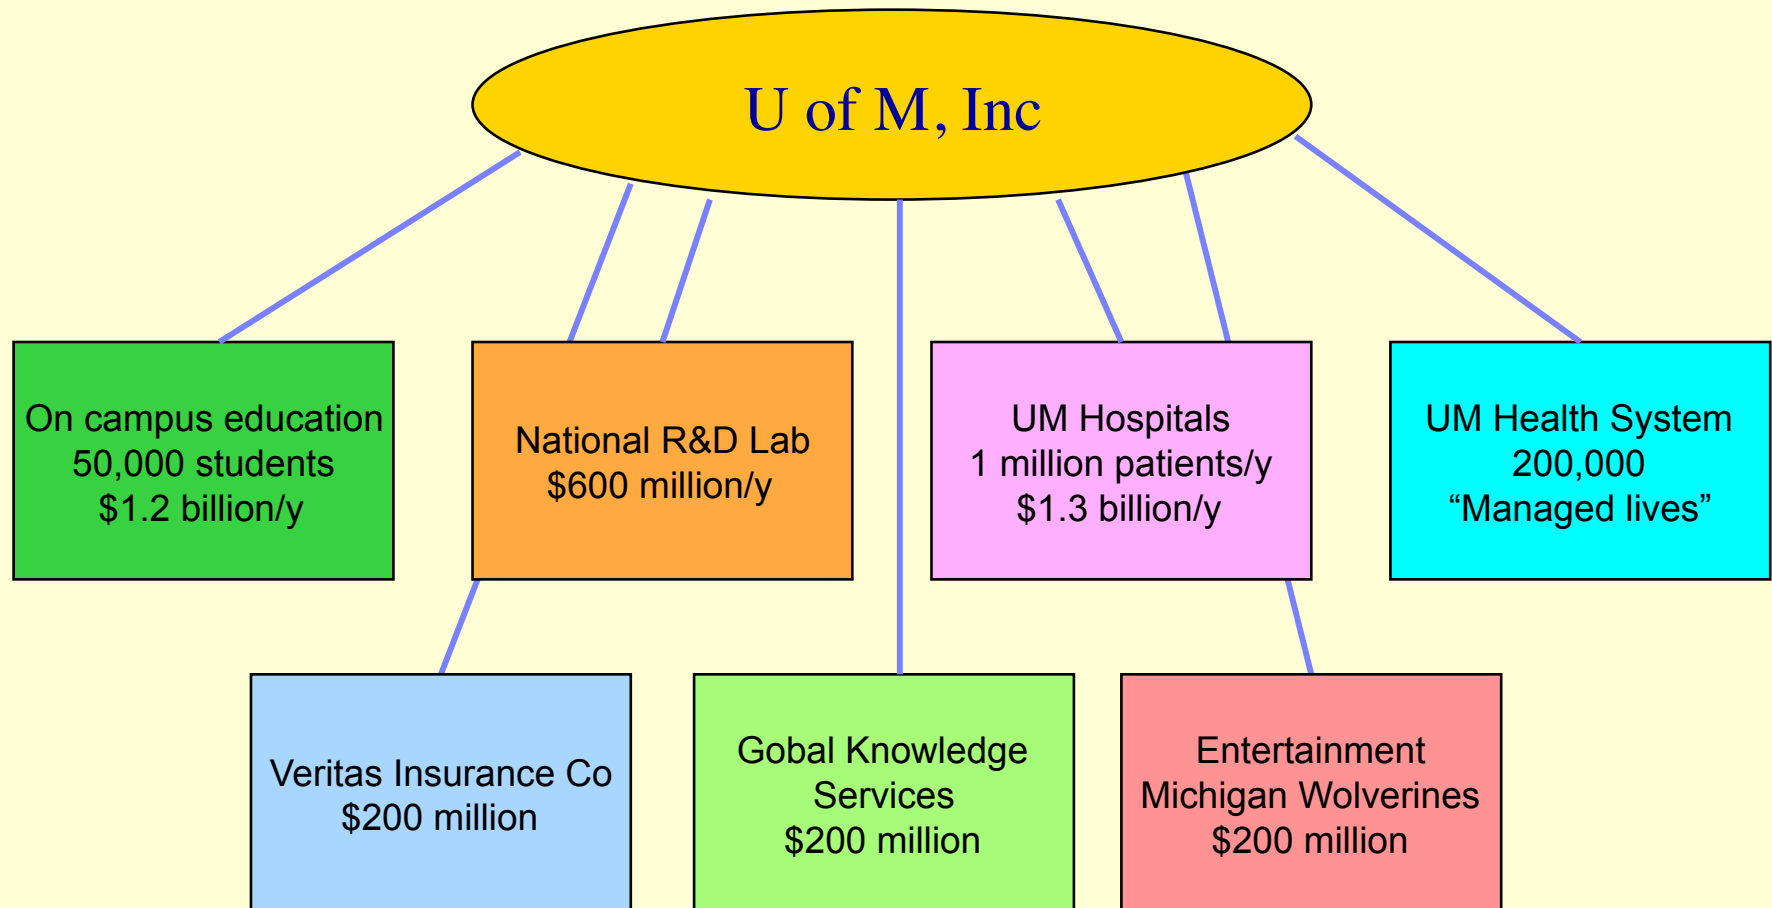 U of M, Inc
On campus education
50,000 students
$1.2 billion/y
National R&D Lab
$600 million/y
UM Hospitals
1 million patients/y
$1.3 billion/y
UM Health System
200,000
“Managed lives”
Veritas Insurance Co
$200 million
Gobal Knowledge
Services
$200 million
Entertainment
Michigan Wolverines
$200 million